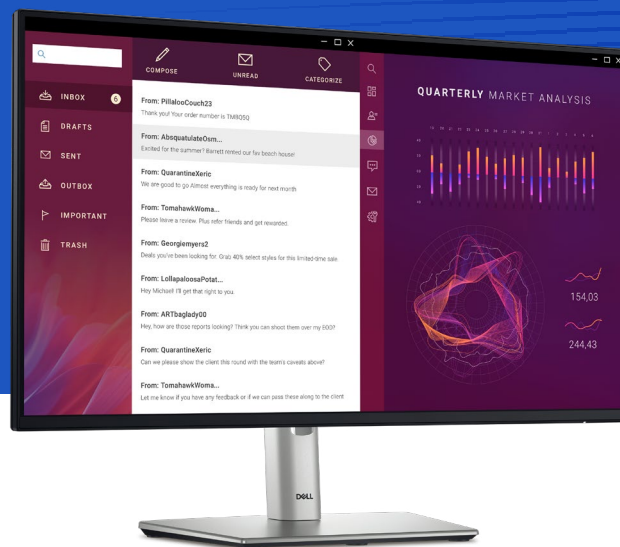 COMPOSE
UNREAD
CATEGORIZE
INBOX 6
DRAFTS
SENT
OUTBOX
IMPORTANT
TRASH
From: PillalooCouch23
Thank you! Your order number is TM8Q5Q
From: AbsquatulateOsm...
Excited for the summer? Barrett rented our fav beach house!
From: QuarantineXeric
We are good to go Almost everything is ready for next month
From: TomahawkWoma...
Please leave a review. Plus refer friends and get rewarded.
From: Georgiemyers2
Deals you've been looking for. Grab 40% select styles for this limited-time sale
From: LollapaloosaPotat...
Hey Michael! I'll get that right to you.
From: ARTbaglady00
Hey, how are those reports looking? Think you can shoot them over my EOD?
From: QuarantineXeric
Can we please show the client this round with the team's caveats above?
From: TomahawkWoma...
Let me know if you have any feedback or if we can pass these along to the client
QUARTERLY MARKET ANALYSIS
154,03
244,43
DELL